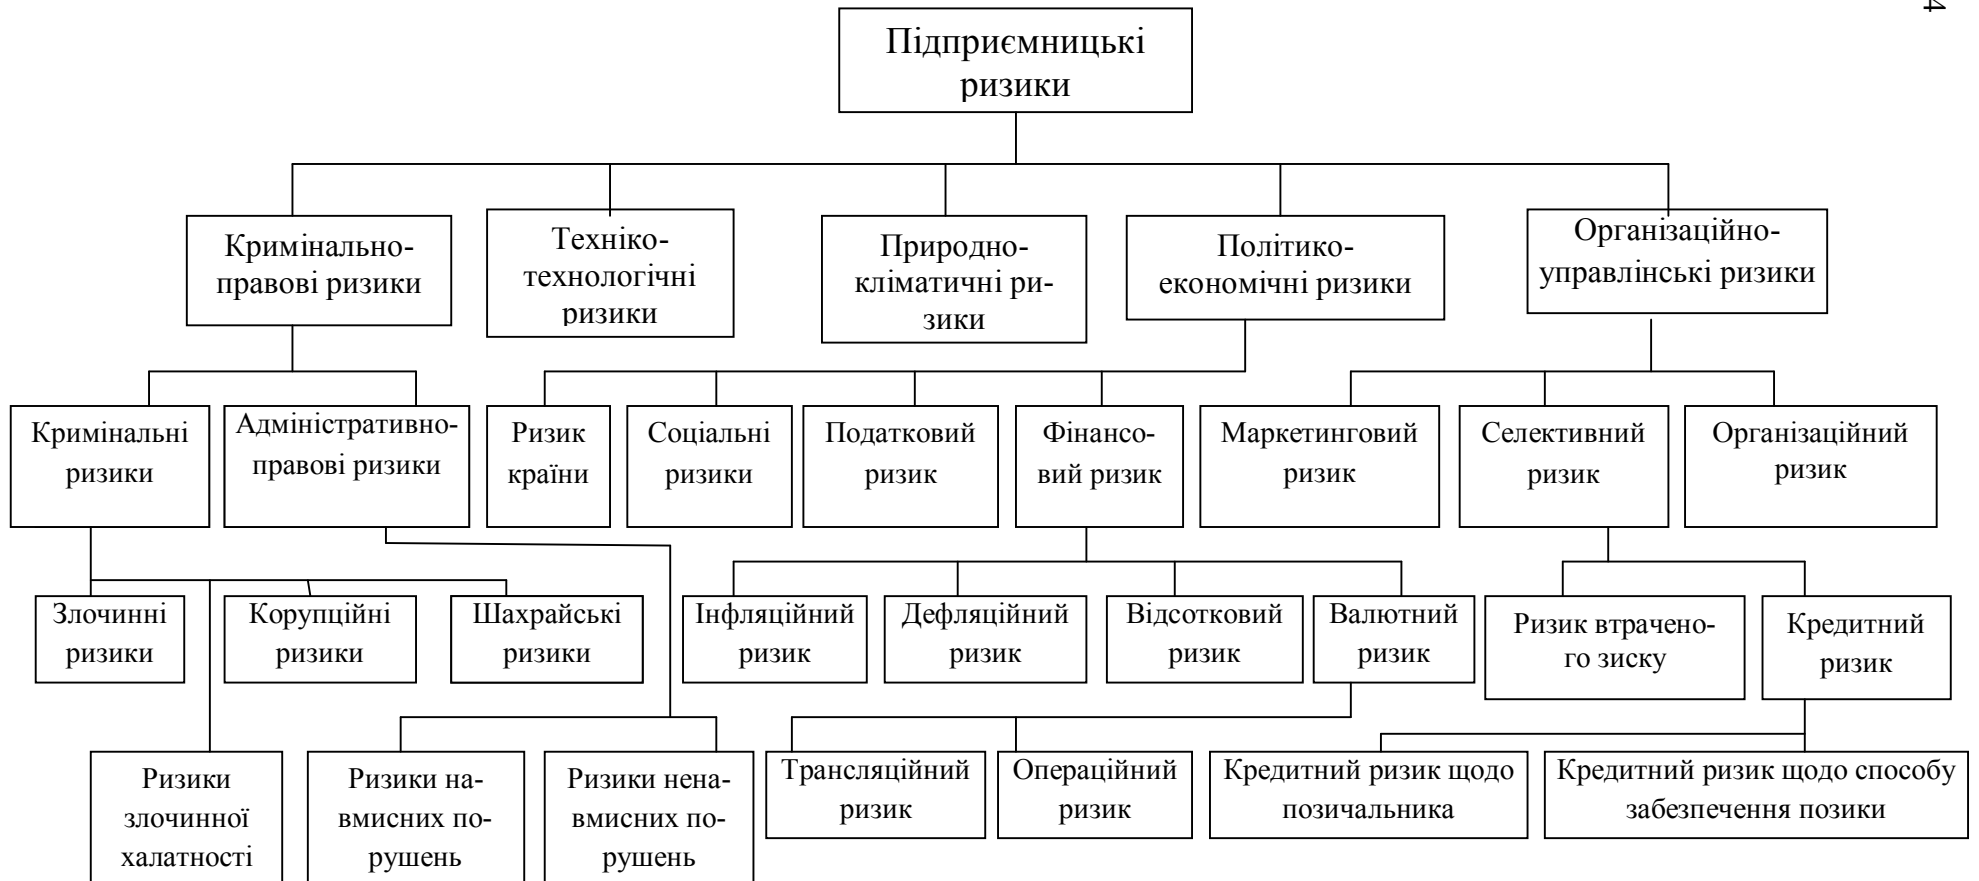 4
Підприємницькі
ризики
Кримінально-
правові ризики
Техніко-
технологічні
ризики
Природно-
кліматичні ри-
зики
Політико-
економічні ризики
Організаційно-
управлінські ризики
Кримінальні
ризики
Адміністративно-
правові ризики
Ризик
країни
Соціальні
ризики
Податковий
ризик
Фінансо-
вий ризик
Маркетинговий
ризик
Селективний
ризик
Організаційний
ризик
Злочинні
ризики
Корупційні
ризики
Шахрайські
ризики
Інфляційний
ризик
Дефляційний
ризик
Відсотковий
ризик
Валютний
ризик
Ризик втрачено-
го зиску
Кредитний
ризик
Ризики
злочинної
халатності
Ризики на-
вмисних по-
рушень
Ризики нена-
вмисних по-
рушень
Трансляційний
ризик
Операційний
ризик
Кредитний ризик щодо
позичальника
Кредитний ризик щодо способу
забезпечення позики